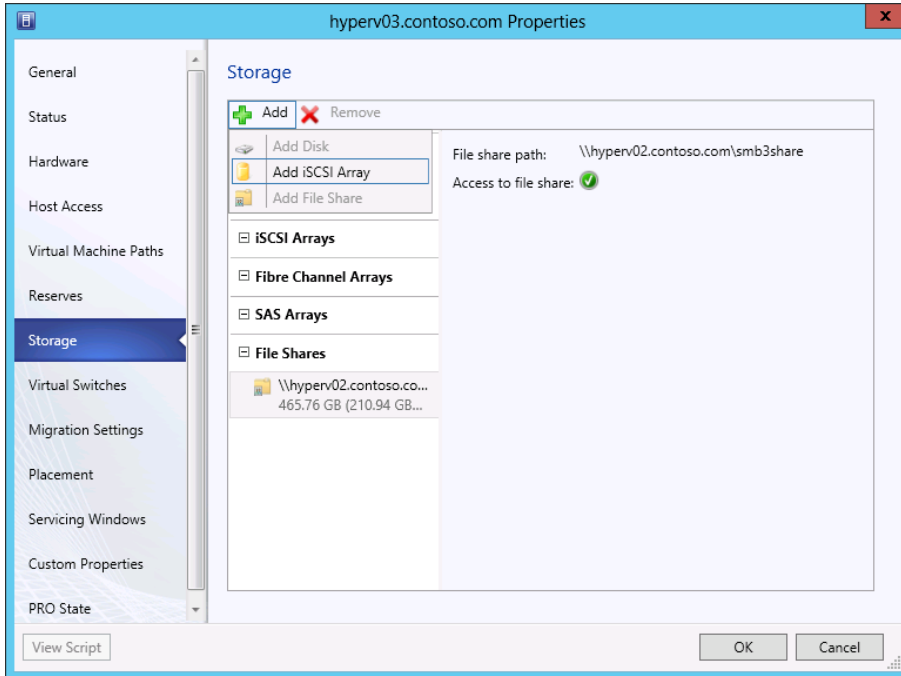 hyperv03.contoso.com Properties
x
General
Status
Hardware
Host Access
Virtual Machine Paths
Reserves
Storage
Virtual Switches
Migration Settings
Placement
Servicing Windows
Custom Properties
PRO State
Storage
Add Remove
Add Disk
Add iSCSI Array
Add File Share
iSCSI Arrays
Fibre Channel Arrays
SAS Arrays
File Shares
\\hyperv02.contoso.co...
465.76 GB (210.94 GB...
File share path: \\hyperv02.contoso.com\smb3share
Access to file share:
View Script
OK
Cancel